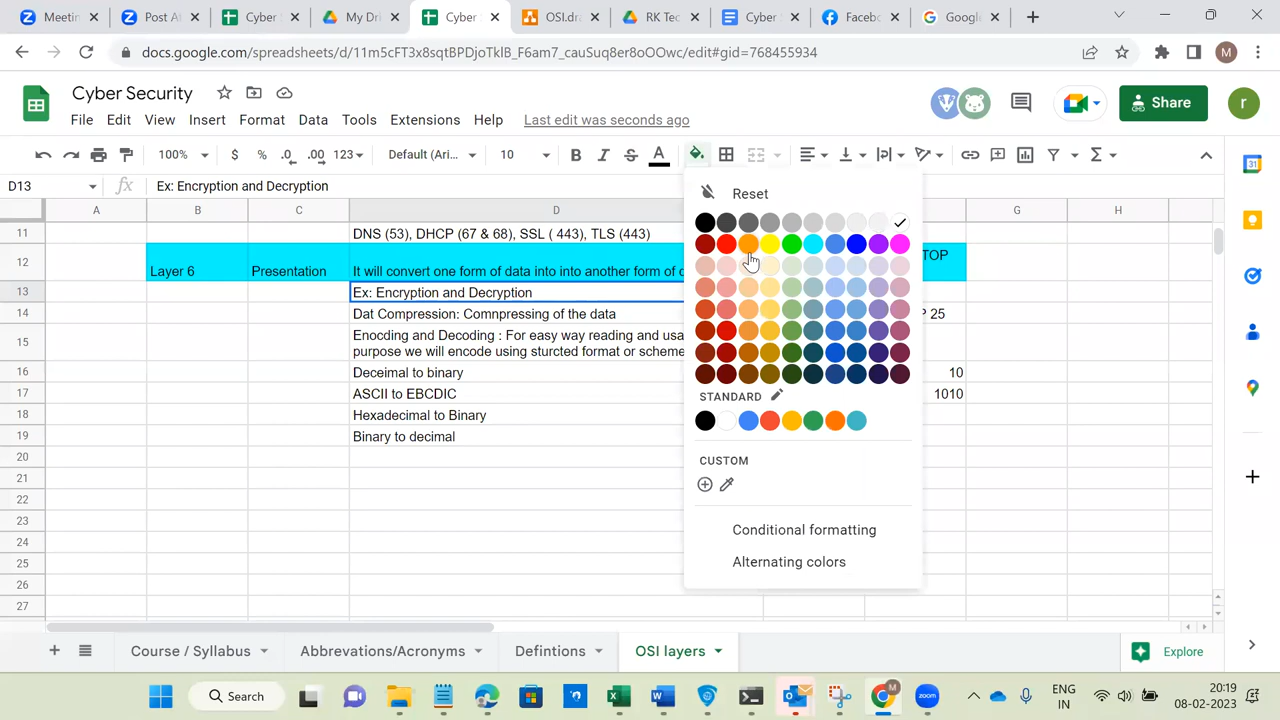 Meetin
Post At
Cyber S
My Dri
Cyber S
OSI.dra
RK Tec
Cyber S
Facebo
Google
docs.google.com/spreadsheets/d/11m5cFT3x8sqtBPDjoTklB_F6am7_cauSuq8er8oOOwc/edit#gid=768455934
M
Cyber Security
Share
r
File Edit View Insert Format Data Tools Extensions Help Last edit was seconds ago
100% $ % .0 .00 123 Default (Ari... 10 B I S A
D13 fx Ex: Encryption and Decryption
31
Reset
A B C D G H
11 DNS (53), DHCP (67 & 68), SSL ( 443), TLS (443)
12 Layer 6 Presentation It will convert one form of data into into another form of d TOP
13 Ex: Encryption and Decryption
14 Dat Compression: Comnpressing of the data P 25
15 Enocding and Decoding : For easy way reading and usa
purpose we will encode using sturcted format or scheme
16 Deceimal to binary 10
17 ASCII to EBCDIC 1010
18 Hexadecimal to Binary
19 Binary to decimal
20
21
22
23
24
25
26
27
STANDARD
CUSTOM
Conditional formatting
Alternating colors
Course / Syllabus Abbrevations/Acronyms Defintions OSI layers Explore
Search
M
zoom
ENG
IN
20:19
08-02-2023